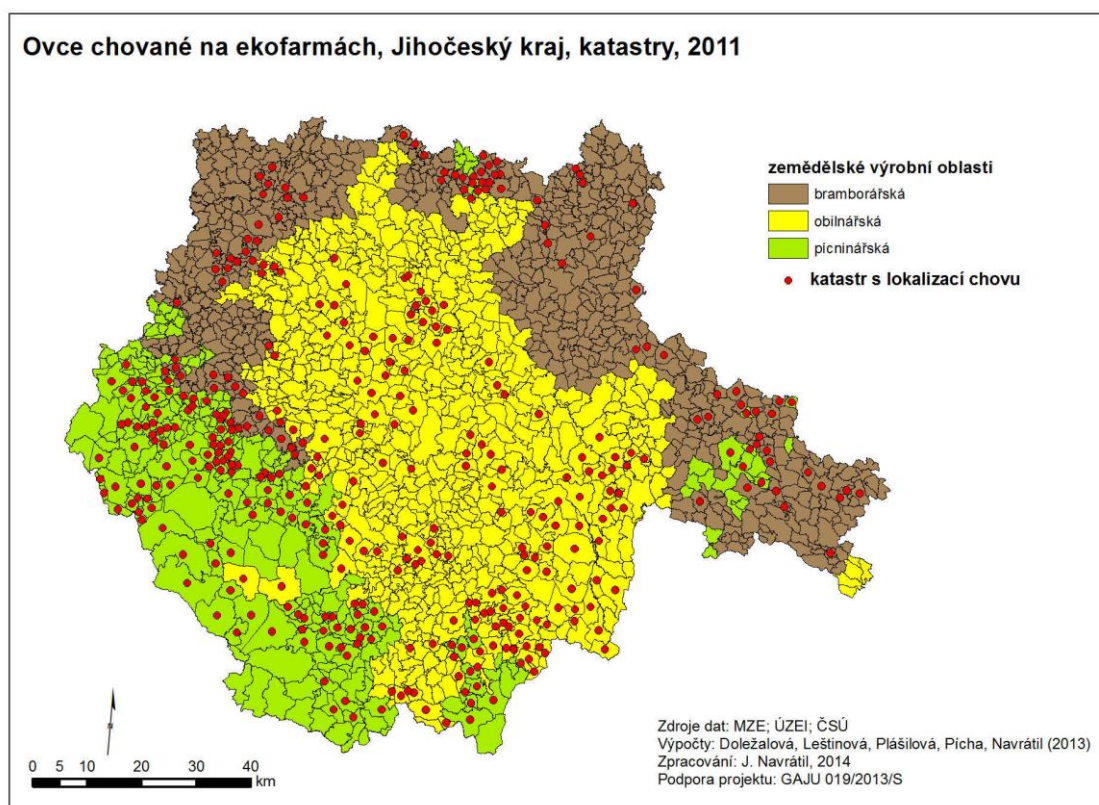 Ovce chované na ekofarmách, Jihočeský kraj, katastry, 2011
zemědělské výrobní oblasti
bramborářská
obilnářská
pícninářská
katastr s lokalizací chovu
N
Zdroje dat: MZE; ÚZEI; ČSÚ
Výpočty: Doležalová, Leštinová, Plášilová, Pícha, Navrátil (2013)
Zpracování: J. Navrátil, 2014
Podpora projektu: GAJU 019/2013/S
0 5 10 20 30 40
km